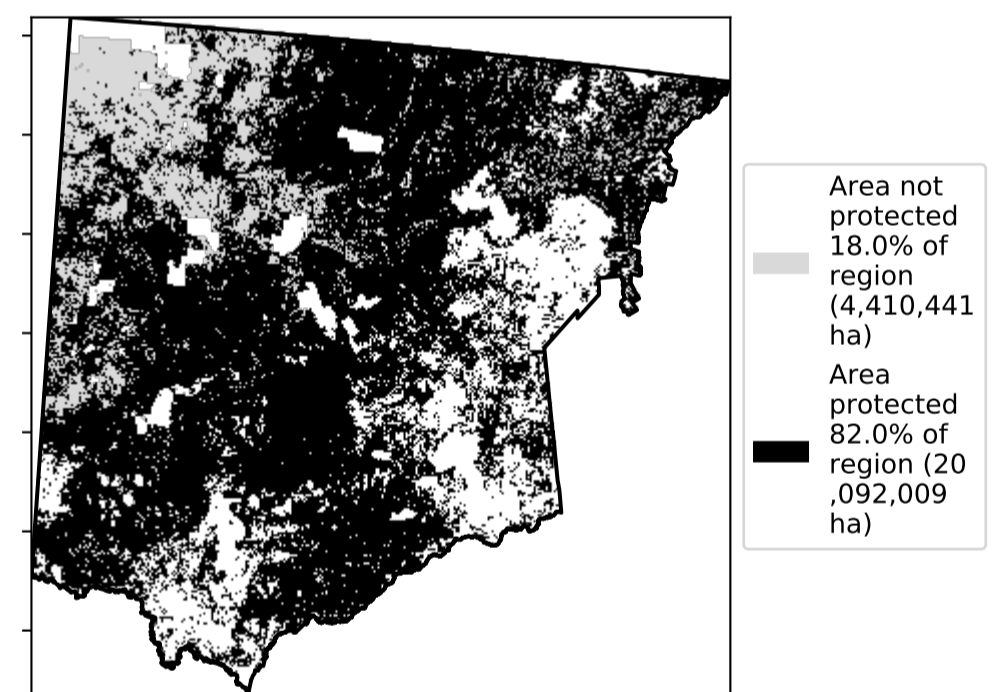 Area not
protected
18.0% of
region
(4,410,441
ha)
Area
protected
82.0% of
region (20
,092,009
ha)